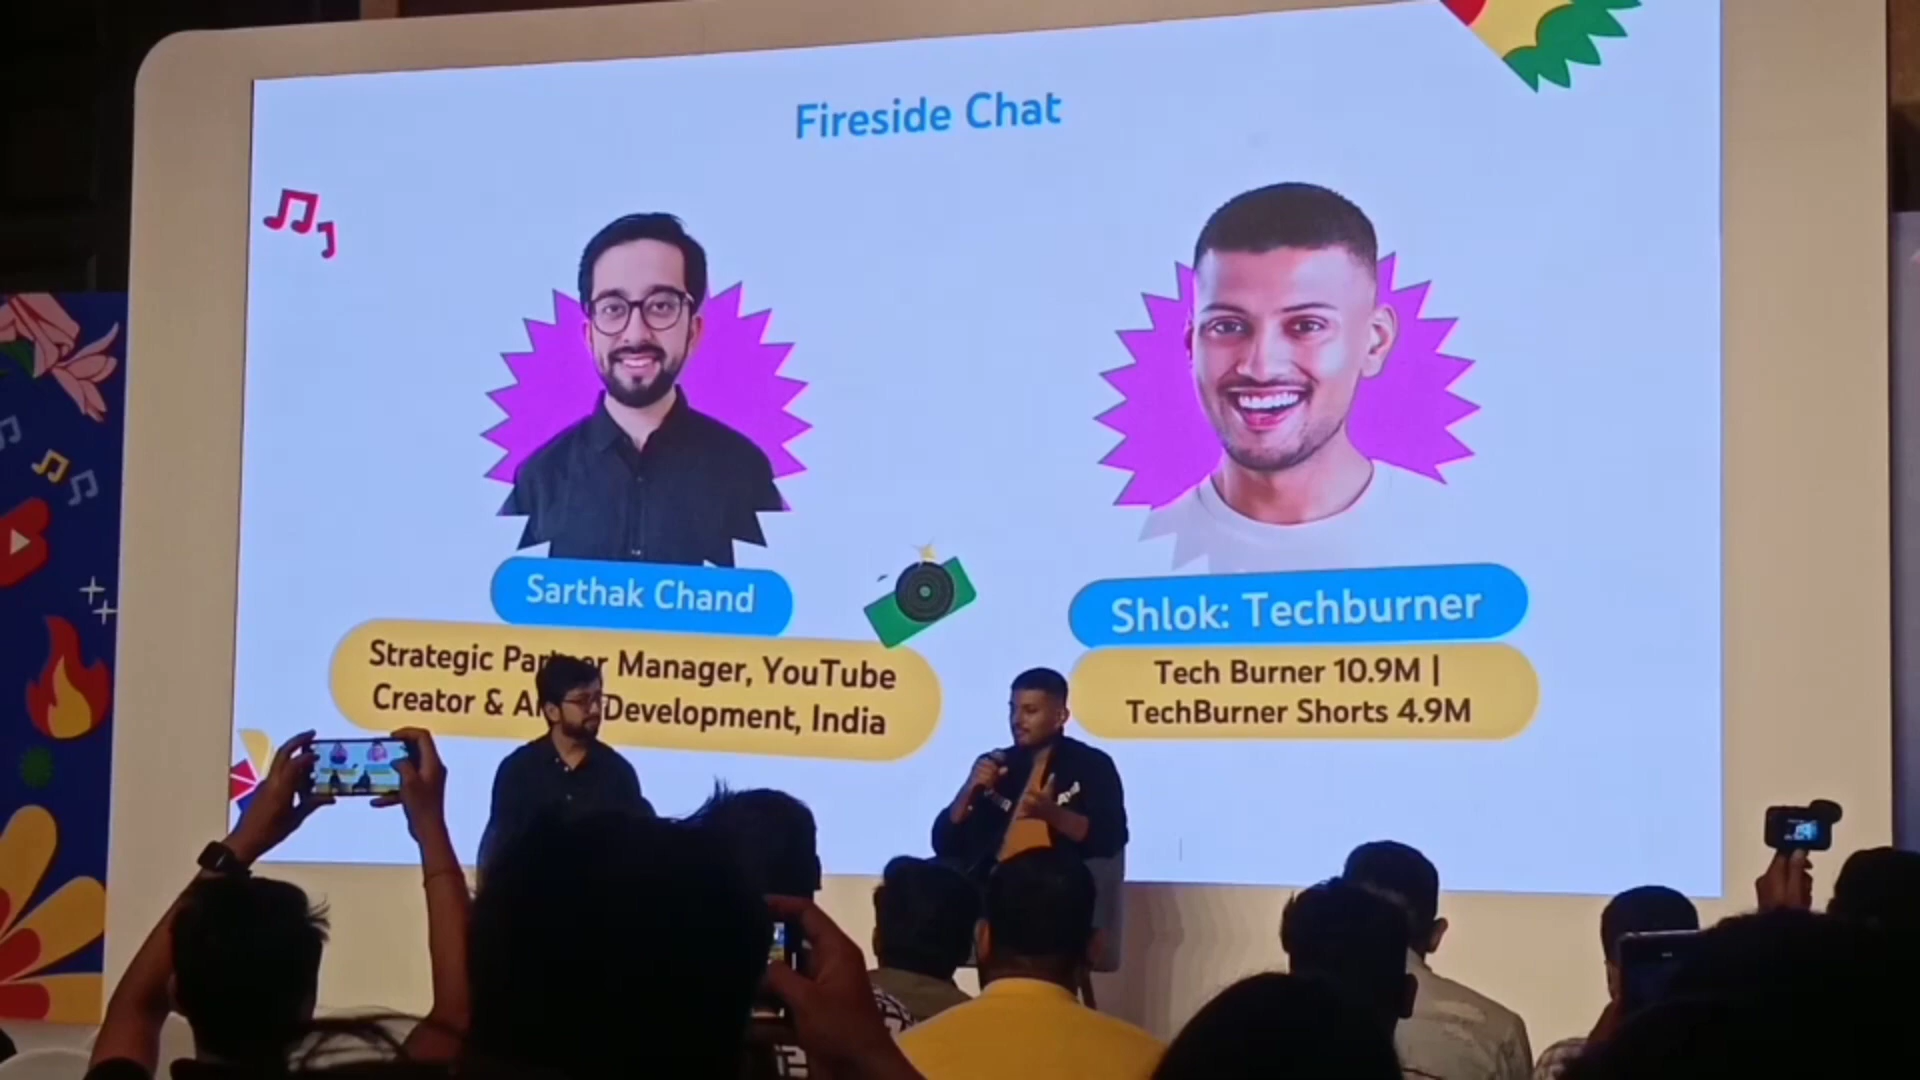 Fireside Chat
Sarthak Chand
Strategic Partner Manager, YouTube
Creator & Development, India
Shlok: Techburner
Tech Burner 10.9M |
TechBurner Shorts 4.9M